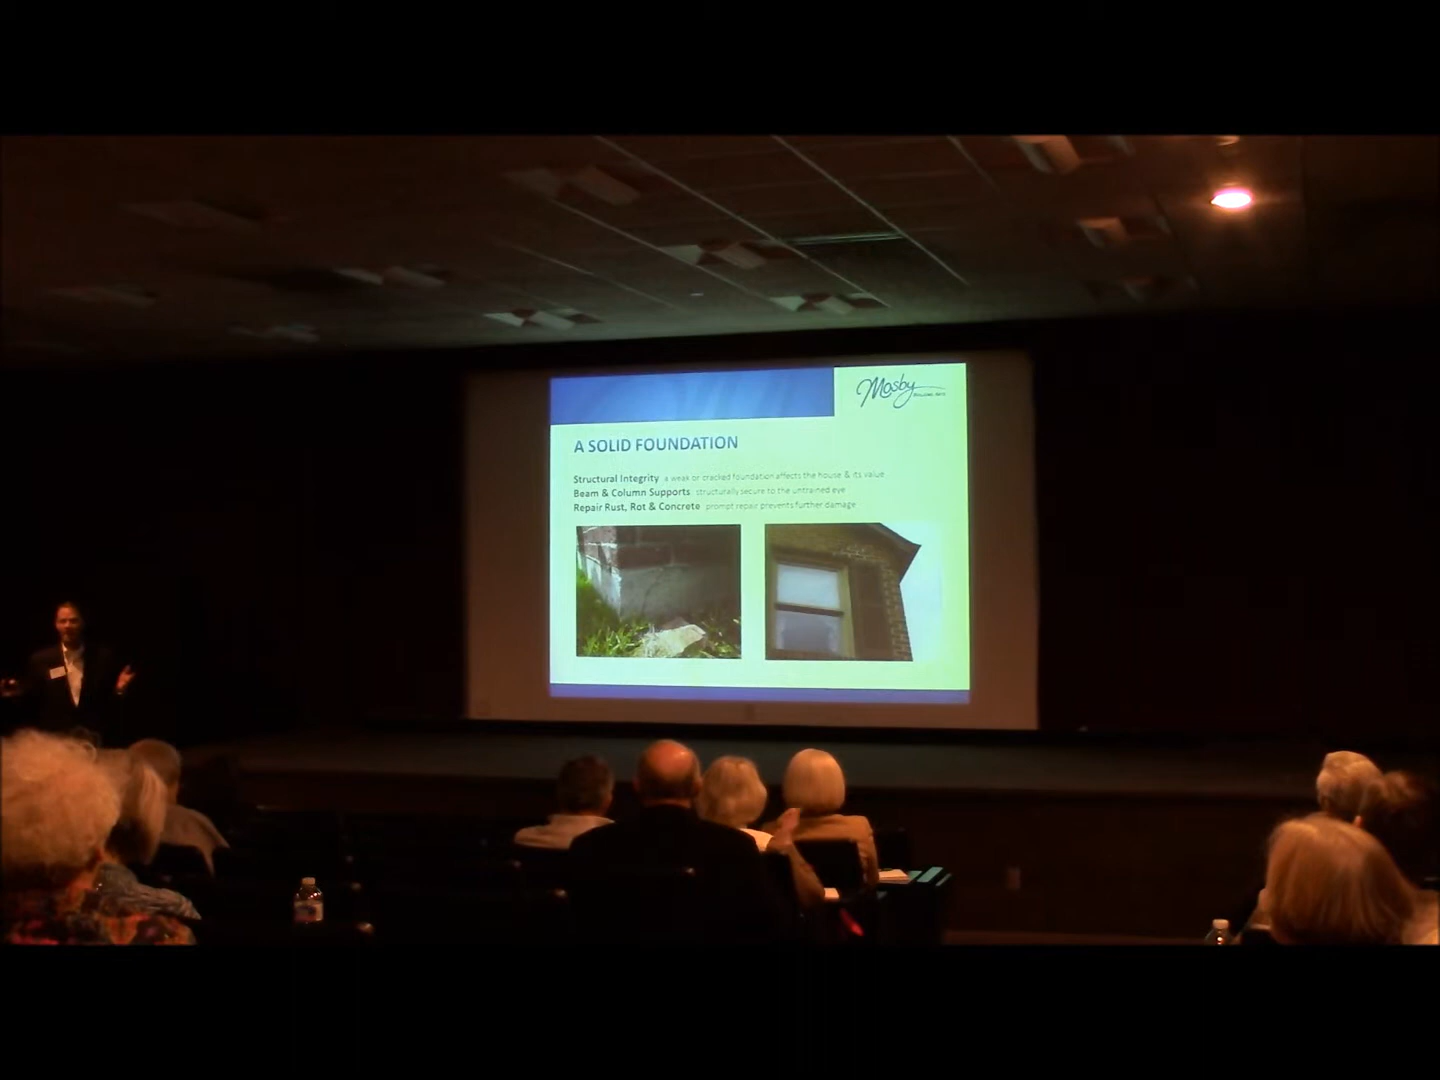 Mosby
A SOLID FOUNDATION
Structural Integrity a weak or cracked foundation affects the house & its value
Beam & Column Supports structurally secure to the untrained eye
Repair Rust, Rot & Concrete prompt repair prevents further damage